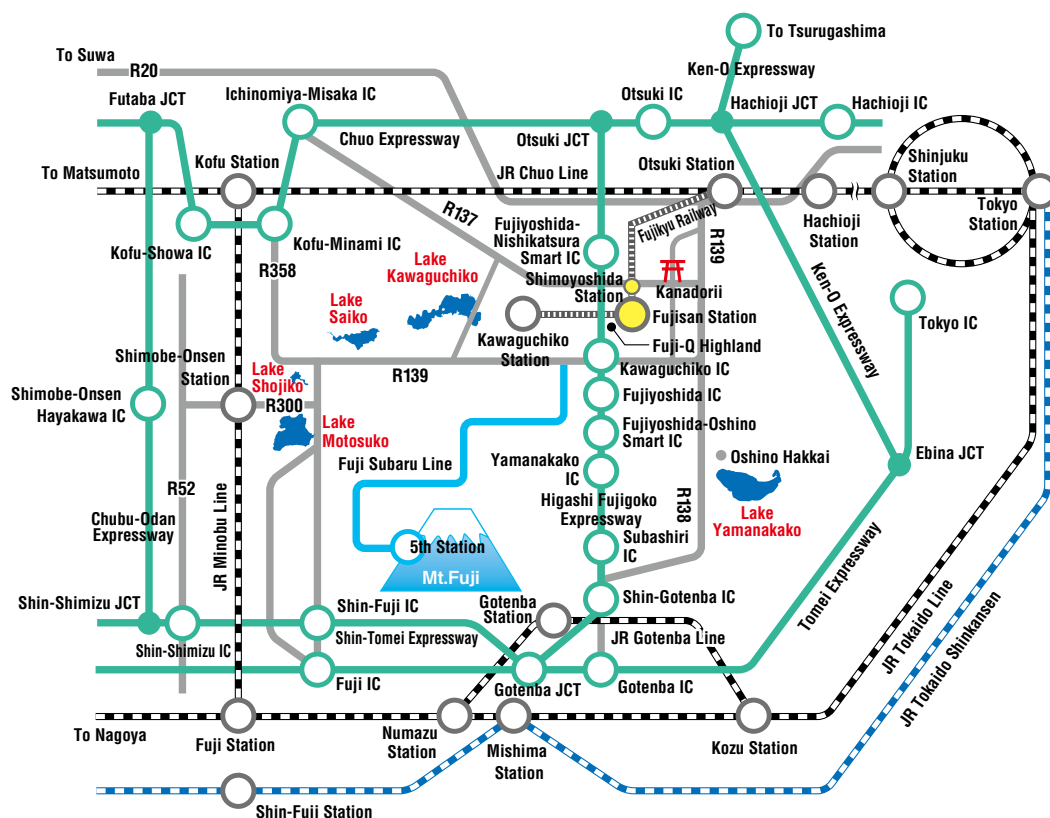 To Tsurugashima
To Suwa
R20
Ken-O Expressway
Futaba JCT
Ichinomiya-Misaka IC
Otsuki IC
Hachioji JCT
Hachioji IC
Chuo Expressway
Otsuki JCT
Kofu Station
Otsuki Station
Shinjuku
Station
To Matsumoto
JR Chuo Line
Tokyo
Station
Hachioji
Station
R137
Fujikyu Railway
R139
Kofu-Showa IC
Kofu-Minami IC
Fujiyoshida-
Nishikatsura
Smart IC
R358
Lake
Kawaguchiko
Shimoyoshida
Station
Kanadorii
Ken-O Expressway
Lake
Saiko
Fujisan Station
Tokyo IC
Kawaguchiko
Station
Fuji-Q Highland
Shimobe-Onsen
Station
Lake
Shojiko
R139
Kawaguchiko IC
Shimobe-Onsen
Hayakawa IC
R300
Fujiyoshida IC
Lake
Motosuko
Fujiyoshida-Oshino
Smart IC
Fuji Subaru Line
Yamanakako
IC
Oshino Hakkai
Ebina JCT
R52
Chubu-Odan
Expressway
JR Minobu Line
Higashi Fujigoko
Expressway
R138
Lake
Yamanakako
5th Station
Mt.Fuji
Subashiri
IC
Tomei Expressway
Shin-Shimizu JCT
Shin-Fuji IC
Gotenba
Station
Shin-Gotenba IC
Shin-Tomei Expressway
JR Gotenba Line
Shin-Shimizu IC
Fuji IC
Gotenba JCT
Gotenba IC
JR Tokaido Line
JR Tokaido Shinkansen
To Nagoya
Fuji Station
Numazu
Station
Mishima
Station
Kozu Station
Shin-Fuji Station